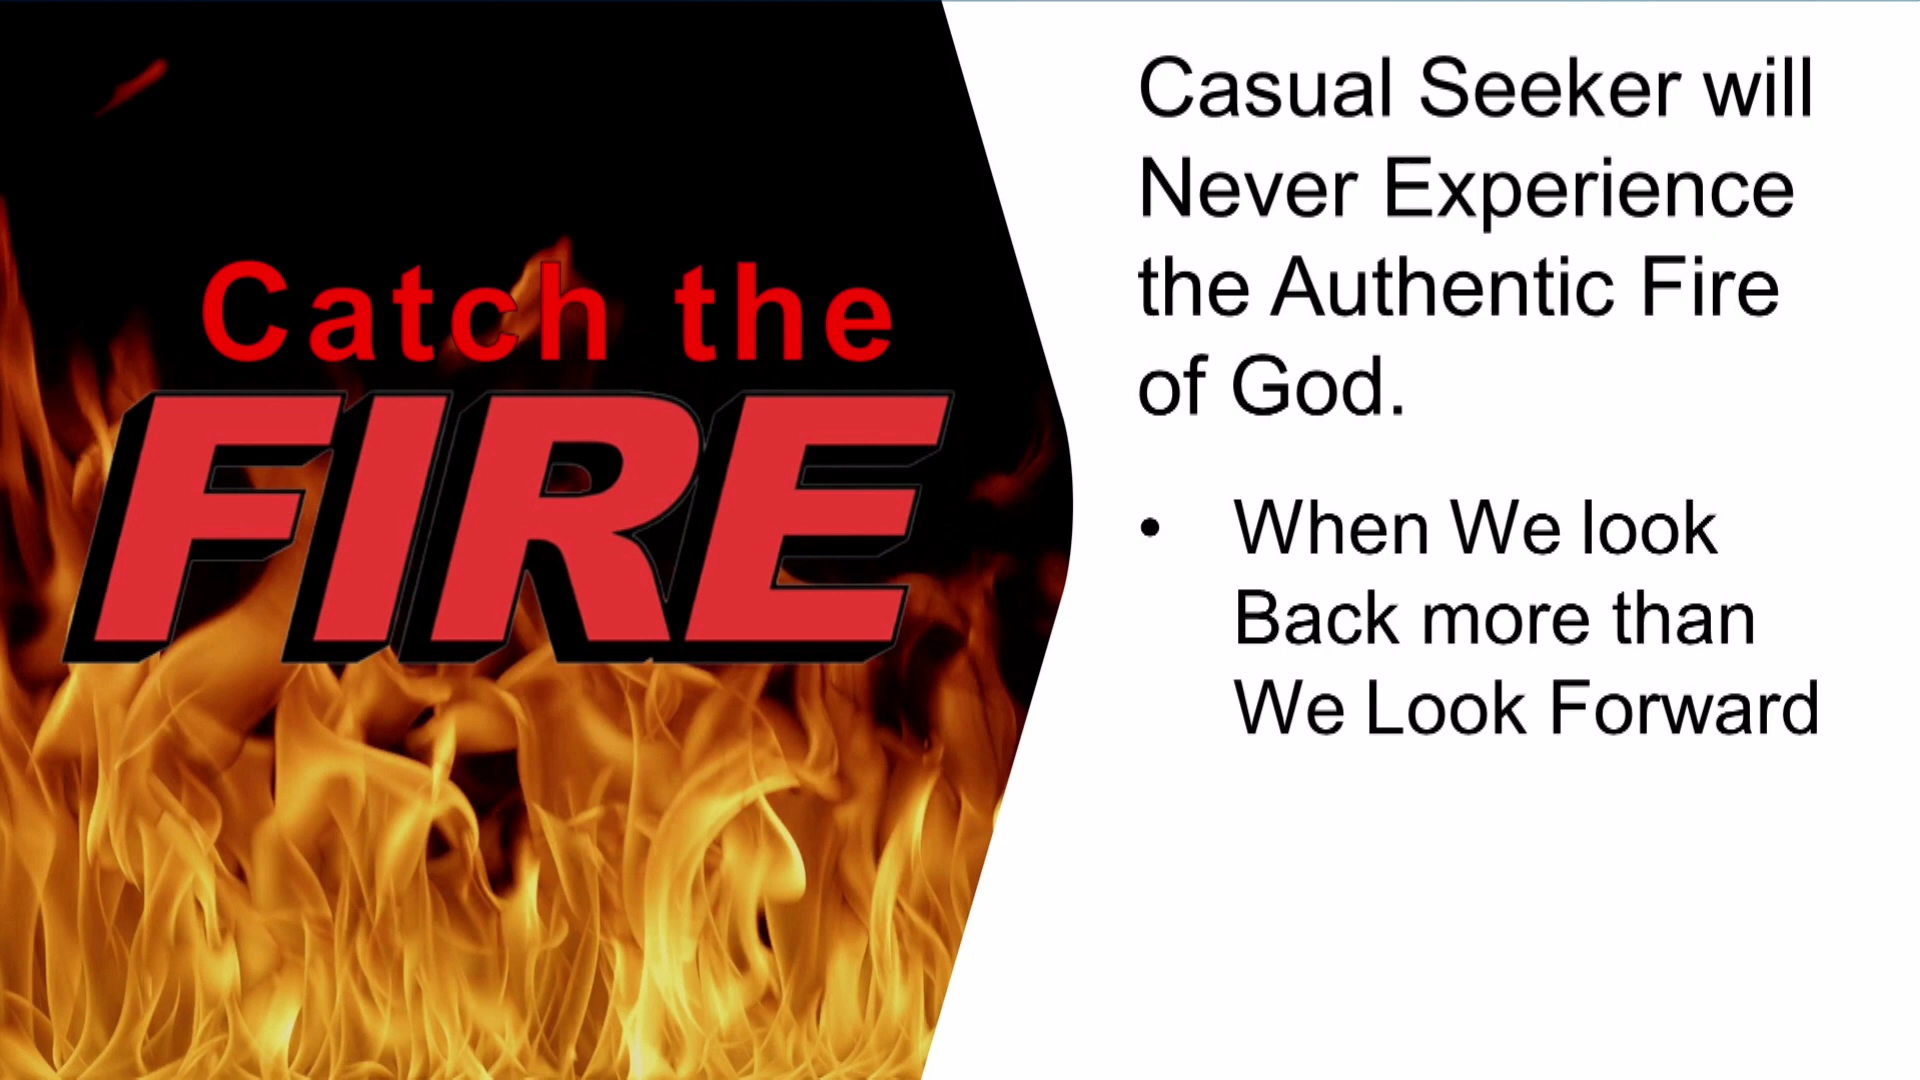 Catch the
FIRE
Casual Seeker will
Never Experience
the Authentic Fire
of God.
• When We look
Back more than
We Look Forward